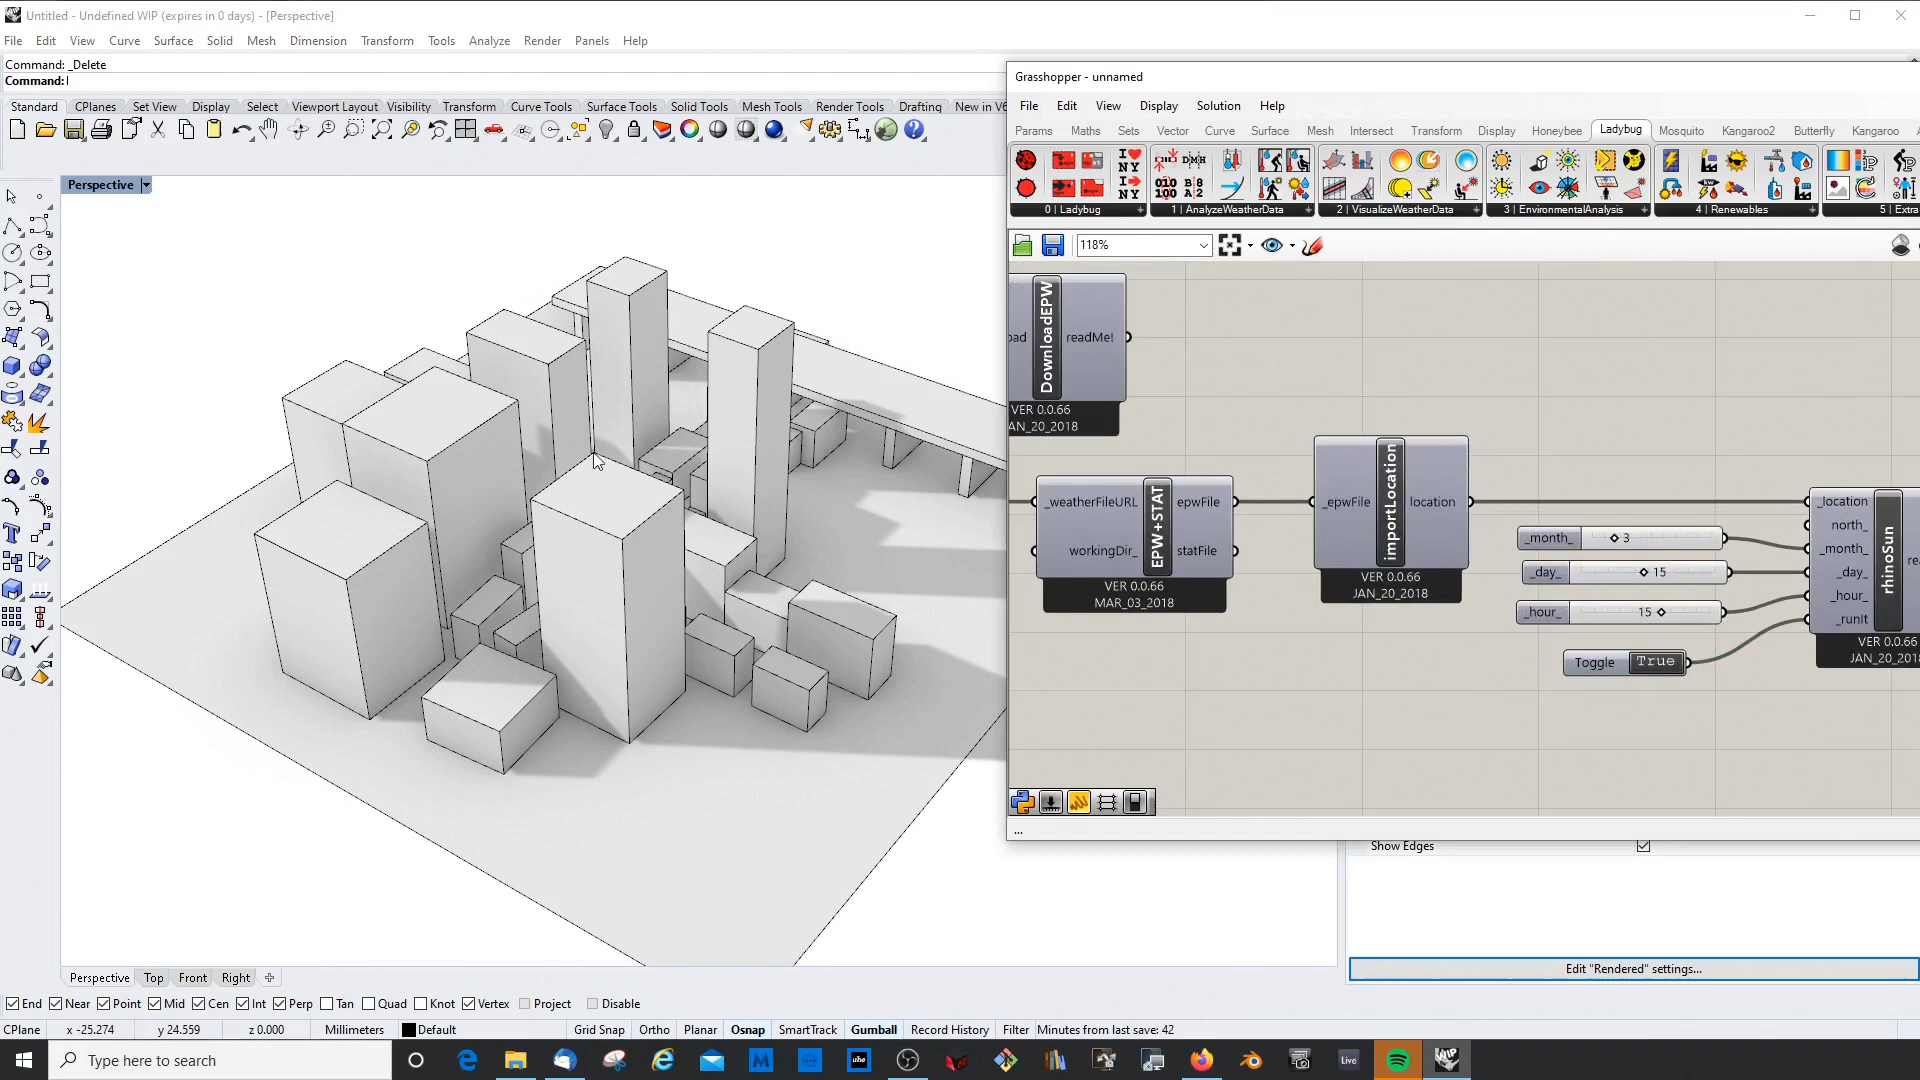 Untitled - Undefined WIP (expires in 0 days) - [Perspective]
File Edit View Curve Surface Solid Mesh Dimension Transform Tools Analyze Render Panels Help
Command: _Delete
Command:
Standard CPlanes Set View Display Select Viewport Layout Visibility Transform Curve Tools Surface Tools Solid Tools Mesh Tools Render Tools Drafting New in V6
Perspective
Grasshopper - unnamed
File Edit View Display Solution Help
Params Maths Sets Vector Curve Surface Mesh Intersect Transform Display Honeybee Ladybug Mosquito Kangaroo2 Butterfly Kangaroo
0 | Ladybug 1 | AnalyzeWeatherData 2 | VisualizeWeatherData 3 | EnvironmentalAnalysis 4 | Renewables 5 | Extra
118%
DownloadEPW
readMe!
VER 0.0.66
JAN_20_2018
_weatherFileURL
workingDir_
EPW+STAT
epwFile
statFile
VER 0.0.66
MAR_03_2018
_epwFile
importLocation
location
VER 0.0.66
JAN_20_2018
_month_ 3
_day_ 15
_hour_ 15
Toggle True
_location
north_
_month_
_day_
_hour_
_runIt
rhinoSun
VER 0.0.66
...
Show Edges
Edit "Rendered" settings...
Perspective Top Front Right
End Near Point Mid Cen Int Perp Tan Quad Knot Vertex Project Disable
CPlane x -25.274 y 24.559 z 0.000 Millimeters Default Grid Snap Ortho Planar Osnap SmartTrack Gumball Record History Filter Minutes from last save: 42
Type here to search
Live
WIP